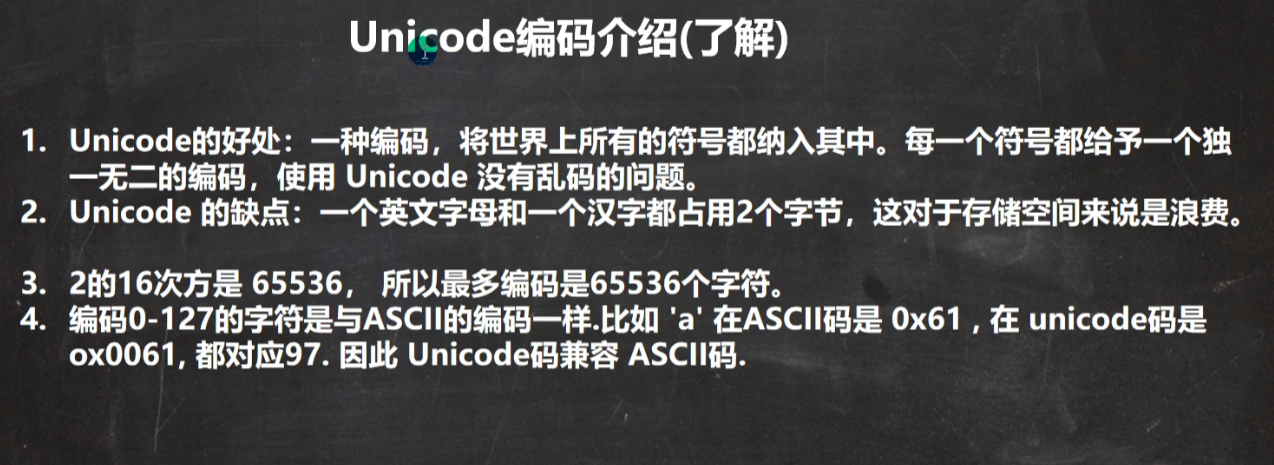 Unicode编码介绍(了解)
1. Unicode的好处：一种编码，将世界上所有的符号都纳入其中。每一个符号都给予一个独
一无二的编码，使用 Unicode 没有乱码的问题。
2. Unicode 的缺点：一个英文字母和一个汉字都占用2个字节，这对于存储空间来说是浪费。
3. 2的16次方是 65536， 所以最多编码是65536个字符。
4. 编码0-127的字符是与ASCII的编码一样.比如 'a' 在ASCII码是 0x61 , 在 unicode码是
ox0061, 都对应97. 因此 Unicode码兼容 ASCII码.